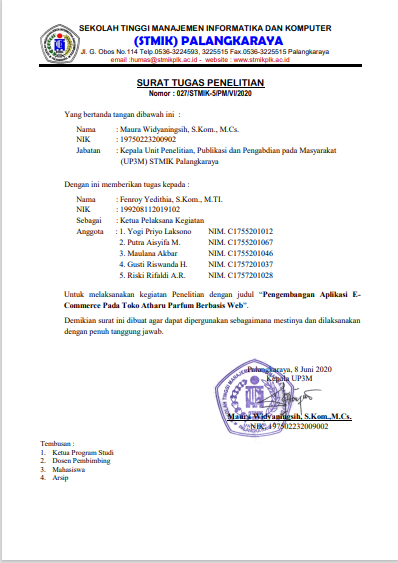 SEKOLAH TINGGI MANAJEMEN INFORMATIKA DAN KOMPUTER
(STMIK) PALANGKARAYA
Jl. G. Obos No.114 Telp.0536-3224593, 3225515 Fax.0536-3225515 Palangkaraya
email :humas@stmikplk.ac.id - website : www.stmikplk.ac.id
SURAT TUGAS PENELITIAN
Nomor : 027/STMIK-5/PM/VI/2020
Yang bertanda tangan dibawah ini :
Nama : Maura Widyaningsih, S.Kom., M.Cs.
NIK : 19750223200902
Jabatan : Kepala Unit Penelitian, Publikasi dan Pengabdian pada Masyarakat
(UP3M) STMIK Palangkaraya
Dengan ini memberikan tugas kepada :
Nama : Fenroy Yedithia, S.Kom., M.TI.
NIK : 199208112019102
Sebagai : Ketua Pelaksana Kegiatan
Anggota : 1. Yogi Priyo Laksono NIM. C1755201012
2. Putra Aisyifa M. NIM. C1755201067
3. Maulana Akbar NIM. C1755201046
4. Gusti Riswanda H. NIM. C1757201037
5. Riski Rifaldi A.R. NIM. C1757201028
Untuk melaksanakan kegiatan Penelitian dengan judul “Pengembangan Aplikasi E-
Commerce Pada Toko Atharu Parfum Berbasis Web”.
Demikian surat ini dibuat agar dapat dipergunakan sebagaimana mestinya dan dilaksanakan
dengan penuh tanggung jawab.
Palangkaraya, 8 Juni 2020
Kepala UP3M
Maura Widyaningsih, S.Kom.,M.Cs.
NIK. 197502232009002
Tembusan :
1. Ketua Program Studi
2. Dosen Pembimbing
3. Mahasiswa
4. Arsip